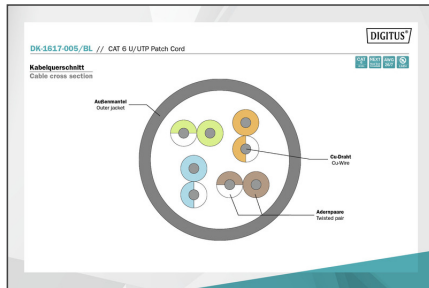 DIGITUS®
DK-1617-005/BL // CAT 6 U/UTP Patch Cord
Kabelquerschnitt
Cable cross section
Außenmantel
Outer jacket
Cu-Draht
Cu-Wire
Aderpaare
Twisted pair